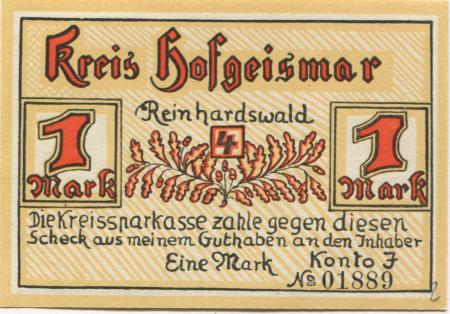 Kreis Hofgeismar
Reinhardswald
4
1 Mark
1 Mark
Die Kreissparkasse zahle gegen diesen
Scheck aus meinem Guthaben an den Inhaber
Eine Mark Konto J
No 01889